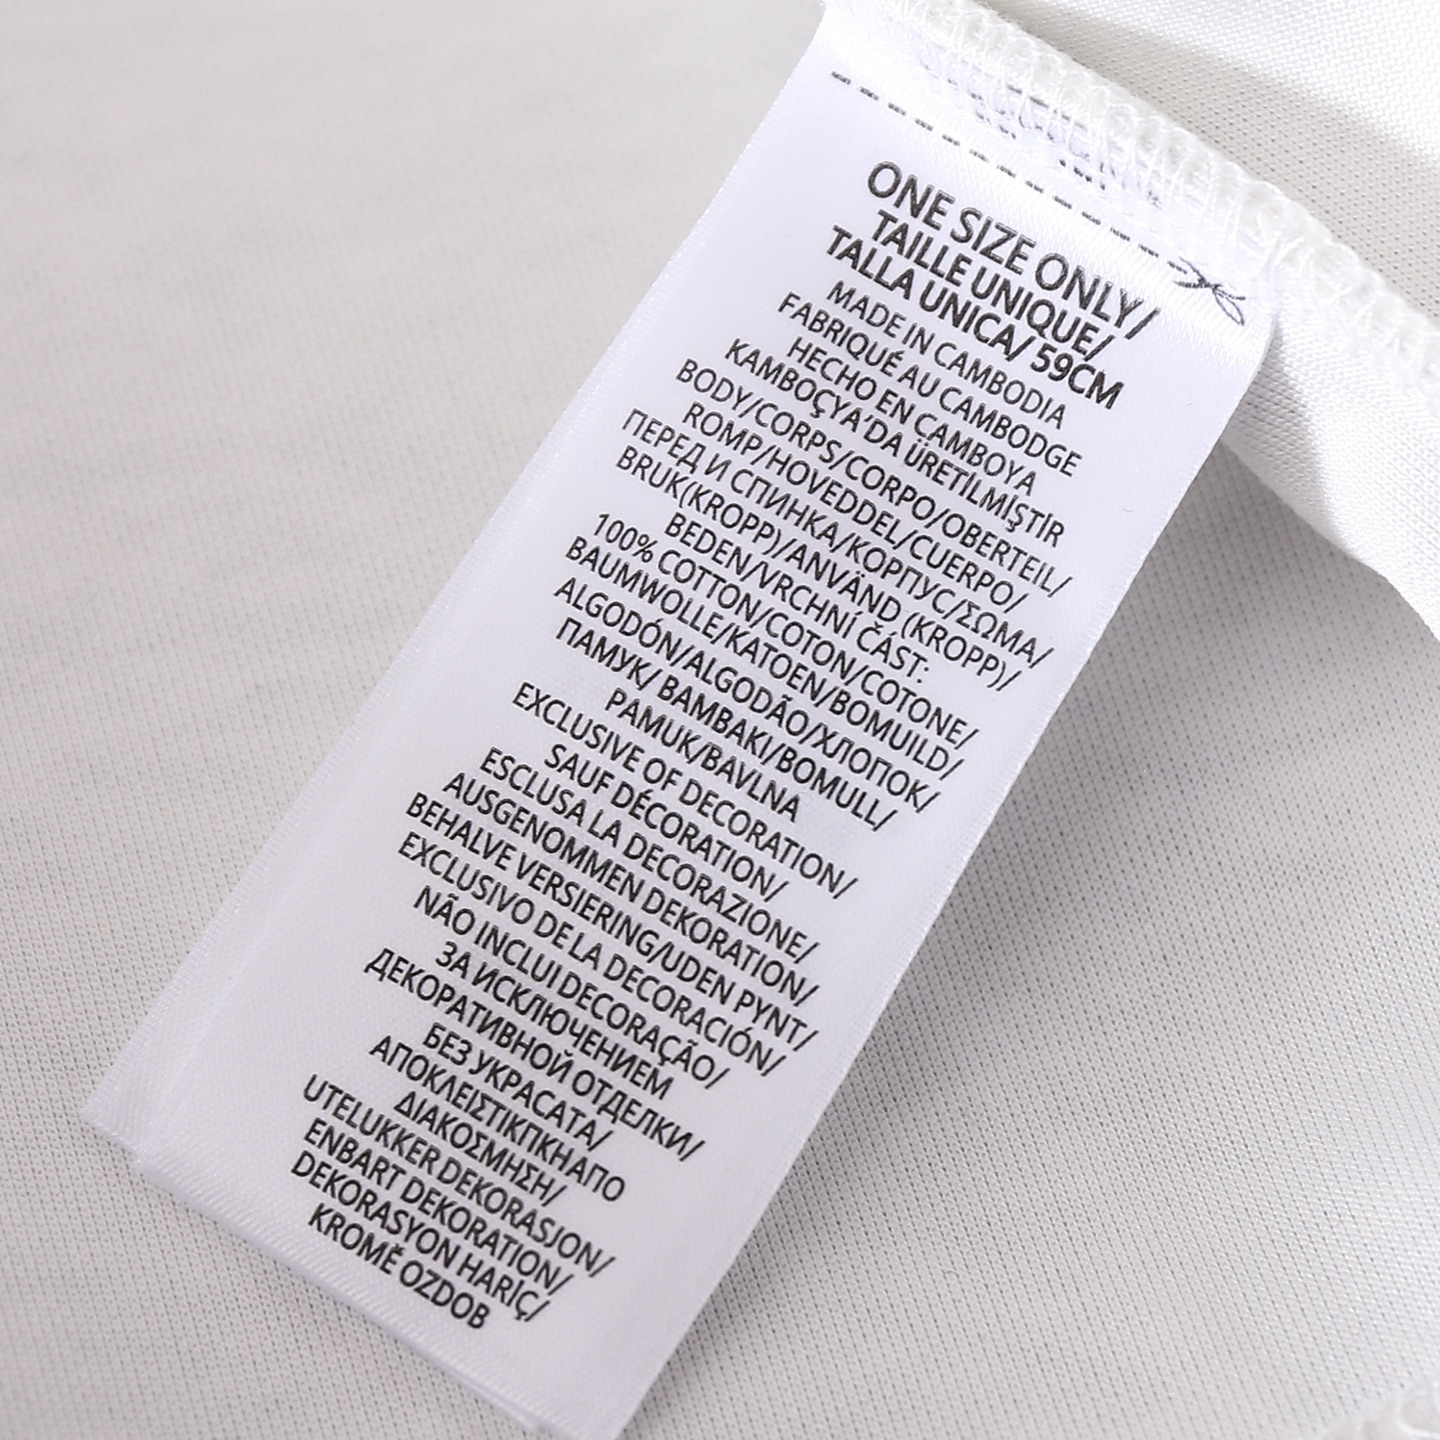 ONE SIZE ONLY/
TAILLE UNIQUE/
TALLA UNICA/ 59CM
MADE IN CAMBODIA
FABRIQUÉ AU CAMBODGE
HECHO EN CAMBOYA
KAMBOÇYA'DA ÜRETİLMİŞTİR
BODY/CORPS/CORPO/OBERTEIL/
ROMP/HOVEDDEL/CUERPO/
ПЕРЕД И СПИНКА/КОРПУС/ΣΩΜΑ/
BRUK(KROPP)/ANVÄND (KROPP)/
BEDEN/VRCHNÍ ČÁST:
100% COTTON/COTON/COTONE/
BAUMWOLLE/KATOEN/BOMUILD/
ALGODÓN/ALGODÃO/ХЛОПОК/
ПАМУК/ BAMBAKI/BOMULL/
PAMUK/BAVLNA
EXCLUSIVE OF DECORATION/
SAUF DÉCORATION/
ESCLUSA LA DECORAZIONE/
AUSGENOMMEN DEKORATION/
BEHALVE VERSIERING/UDEN PYNT/
EXCLUSIVO DE LA DECORACIÓN/
NÃO INCLUI DECORAÇÃO/
ЗА ИСКЛЮЧЕНИЕМ
ДЕКОРАТИВНОЙ ОТДЕЛКИ/
БЕЗ УКРАСАТА/
ΑΠΟΚΛΕΙΣΤΙΚΠΚΗΑΠΟ
ΔΙΑΚΟΣΜΗΣΗ/
UTELUKKER DEKORASJON/
ENBART DEKORATION/
DEKORASYON HARİÇ/
KROMĚ OZDOB